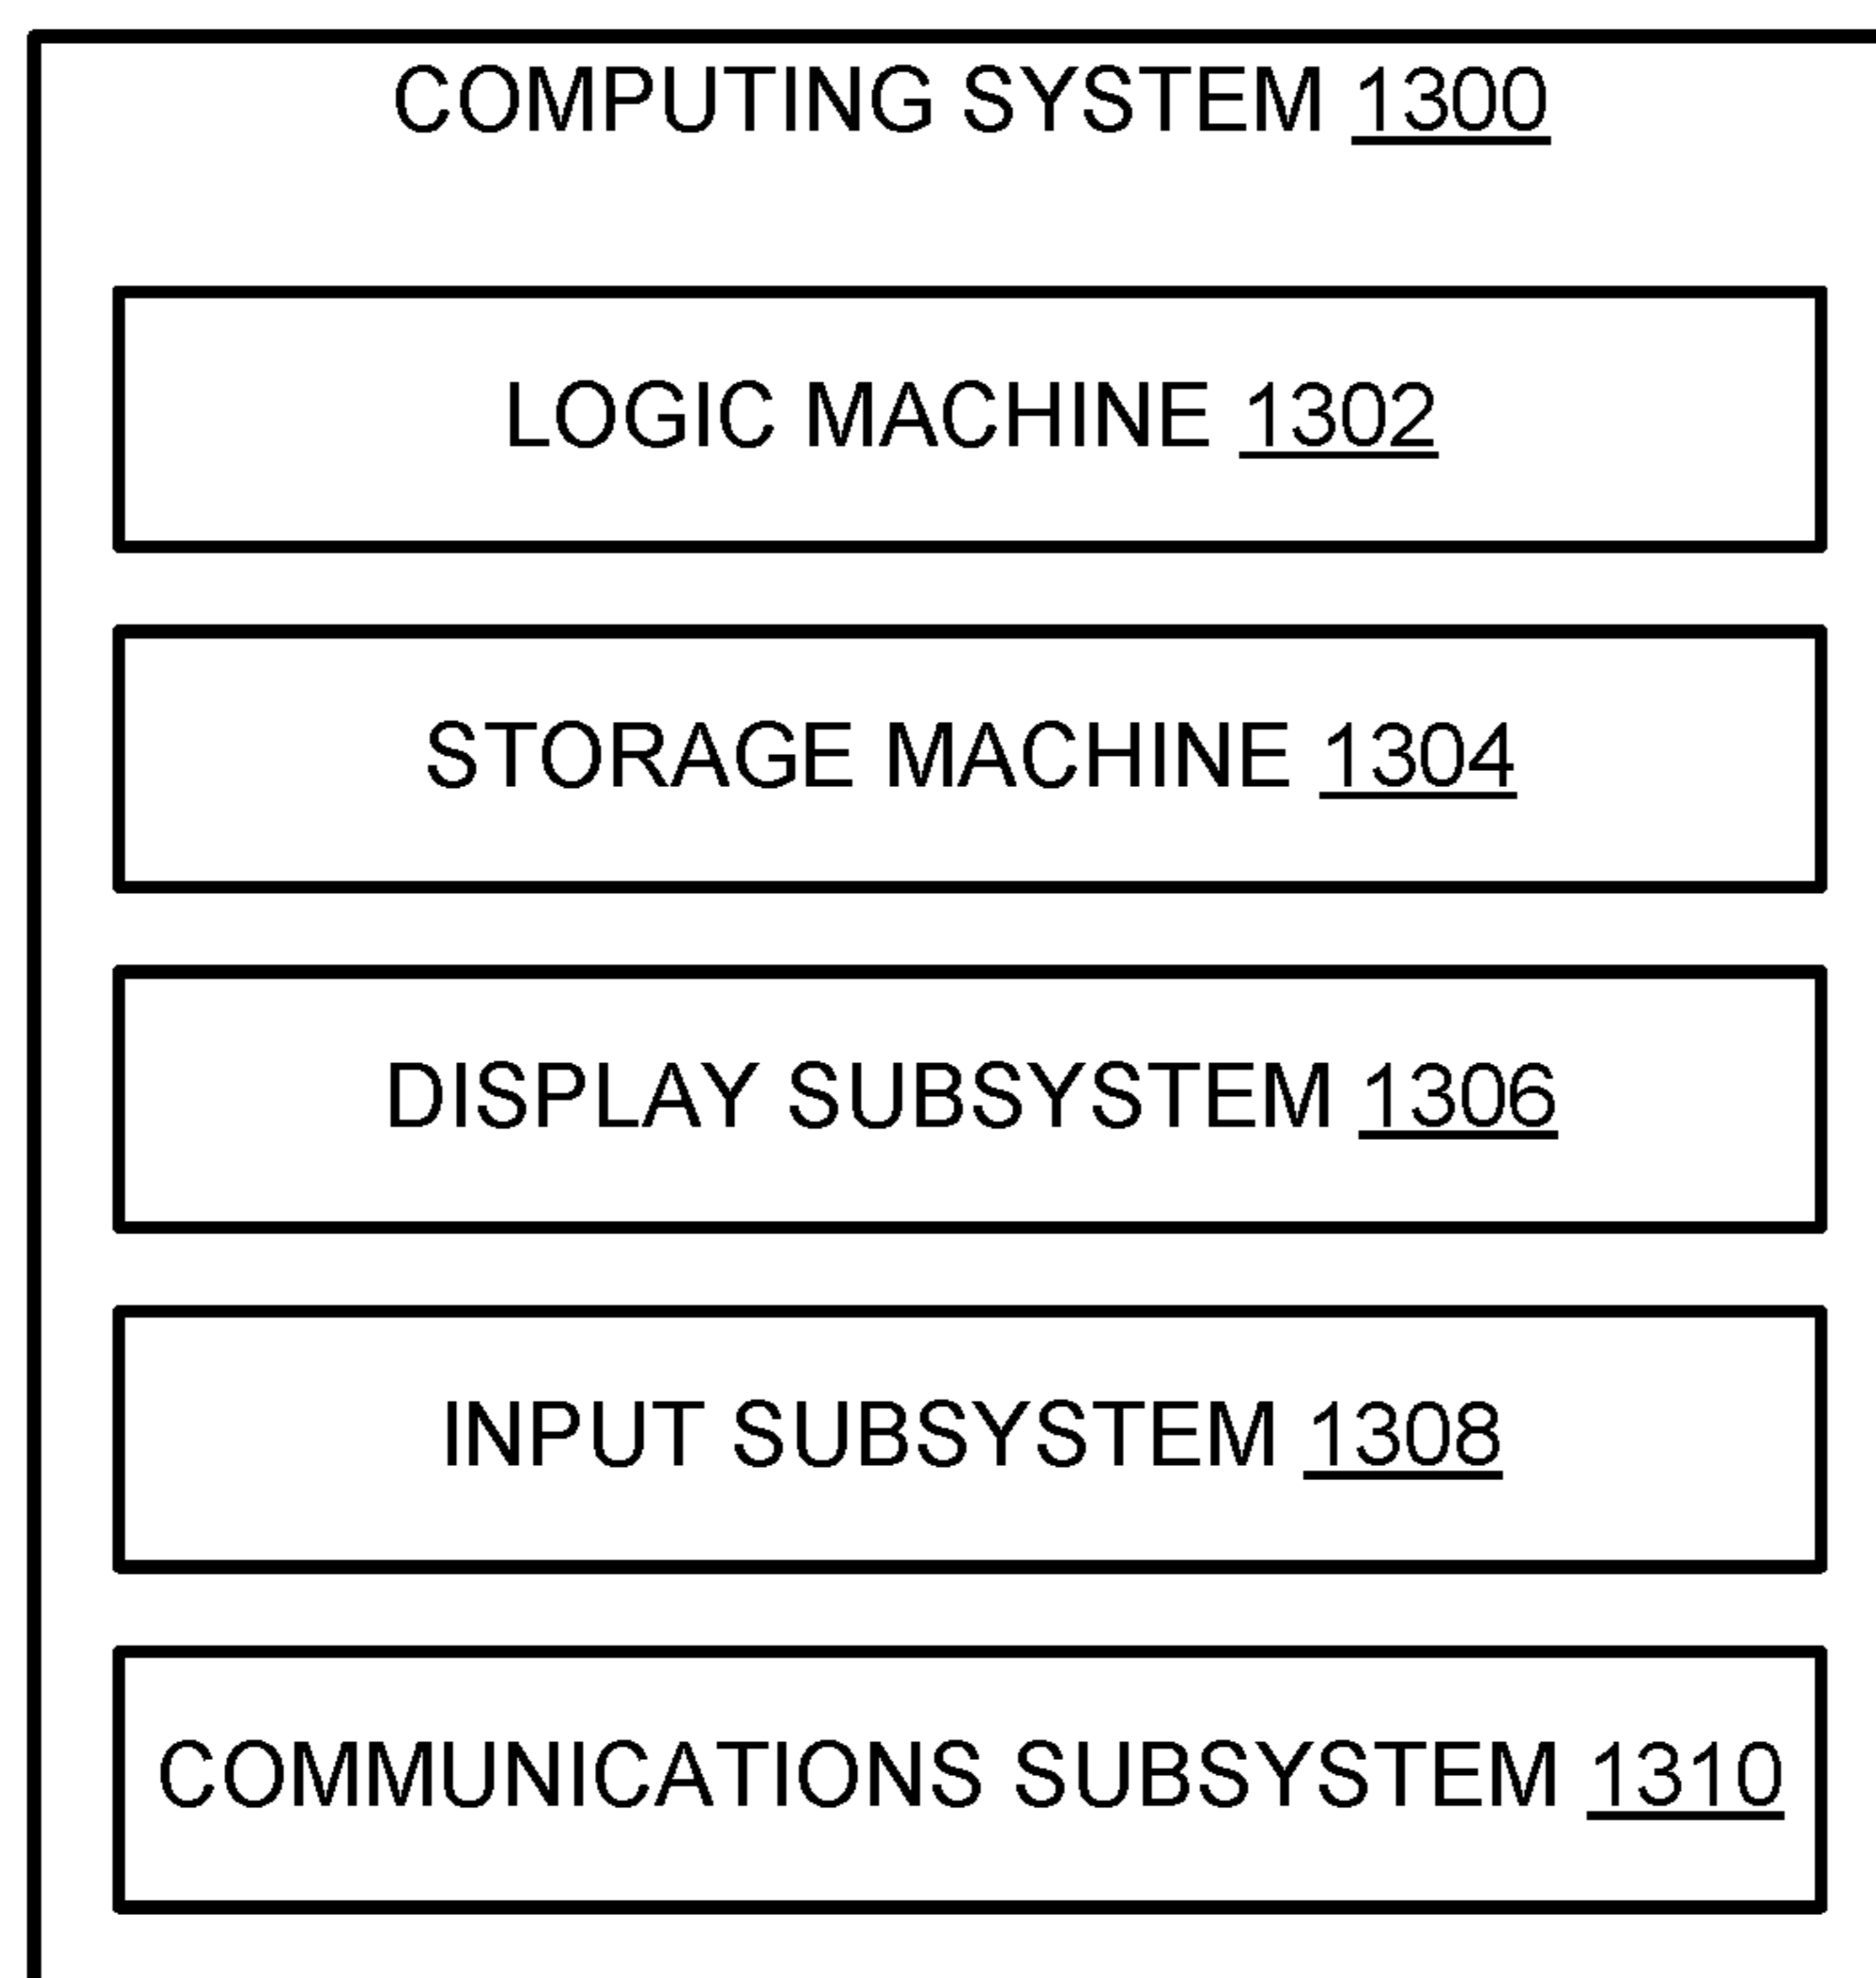 COMPUTING SYSTEM 1300
LOGIC MACHINE 1302
STORAGE MACHINE 1304
DISPLAY SUBSYSTEM 1306
INPUT SUBSYSTEM 1308
COMMUNICATIONS SUBSYSTEM 1310